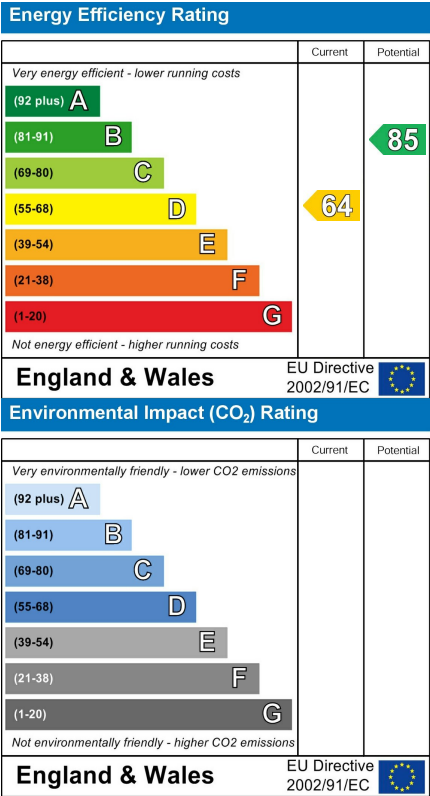 Energy Efficiency Rating
Current Potential
Very energy efficient - lower running costs
(92 plus) A
(81-91) B
85
(69-80) C
(55-68) D
64
(39-54) E
(21-38) F
(1-20) G
Not energy efficient - higher running costs
England & Wales
EU Directive
2002/91/EC
Environmental Impact (CO₂) Rating
Current Potential
Very environmentally friendly - lower CO2 emissions
(92 plus) A
(81-91) B
(69-80) C
(55-68) D
(39-54) E
(21-38) F
(1-20) G
Not environmentally friendly - higher CO2 emissions
England & Wales
EU Directive
2002/91/EC